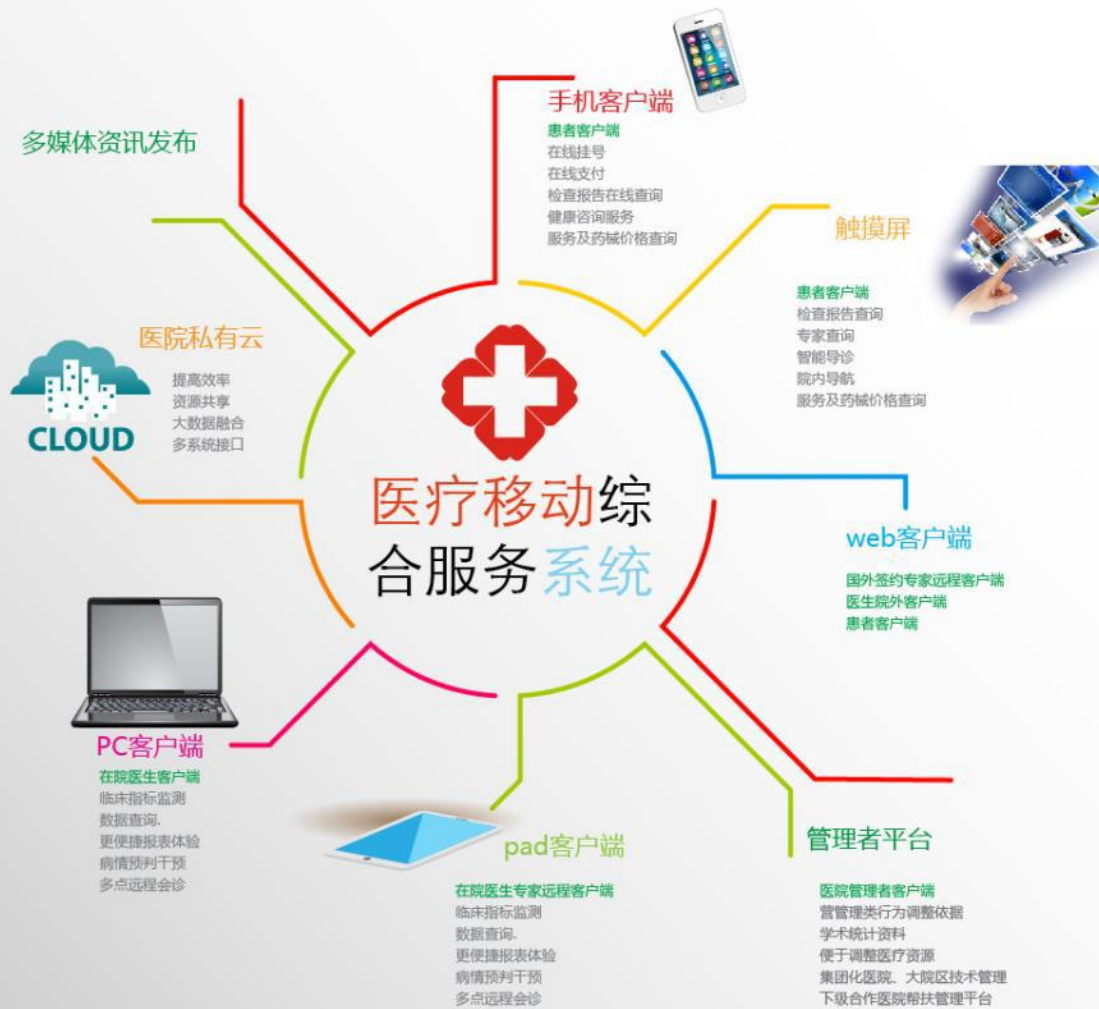 手机客户端
患者客户端
在线挂号
在线支付
检查报告在线查询
健康咨询服务
服务及药械价格查询
多媒体资讯发布
触摸屏
患者客户端
检查报告查询
专家查询
智能导诊
院内导航
服务及药械价格查询
医院私有云
提高效率
资源共享
大数据融合
多系统接口
CLOUD
医疗移动综
合服务系统
web客户端
国外签约专家远程客户端
医生院外客户端
患者客户端
PC客户端
在院医生客户端
临床指标监测
数据查询.
更便捷报表体验
病情预判干预
多点远程会诊
pad客户端
在院医生专家远程客户端
临床指标监测
数据查询.
更便捷报表体验
病情预判干预
多点远程会诊
管理者平台
医院管理者客户端
营管理类行为调整依据
学术统计资料
便于调整医疗资源
集团化医院、大院区技术管理
下级合作医院帮扶管理平台